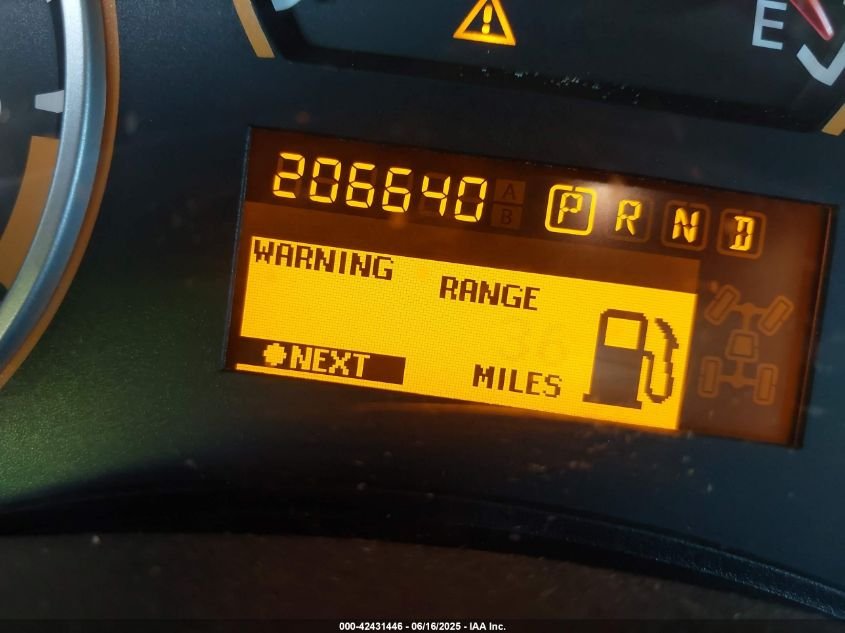 E
206640 A P R N D
B
WARNING
RANGE
NEXT
MILES
000-42431446 - 06/16/2025 - IAA Inc.